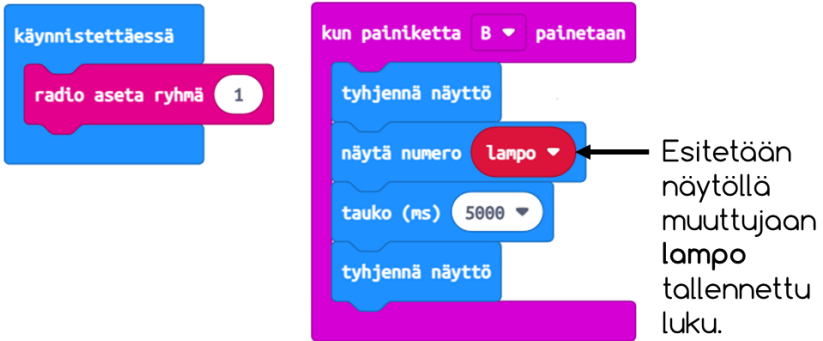 käynnistettäessä
radio aseta ryhmä 1
kun painiketta B painetaan
tyhjennä näyttö
näytä numero lampo
tauko (ms) 5000
tyhjennä näyttö
Esitetään
näytöllä
muuttujaan
lampo
tallennettu
luku.